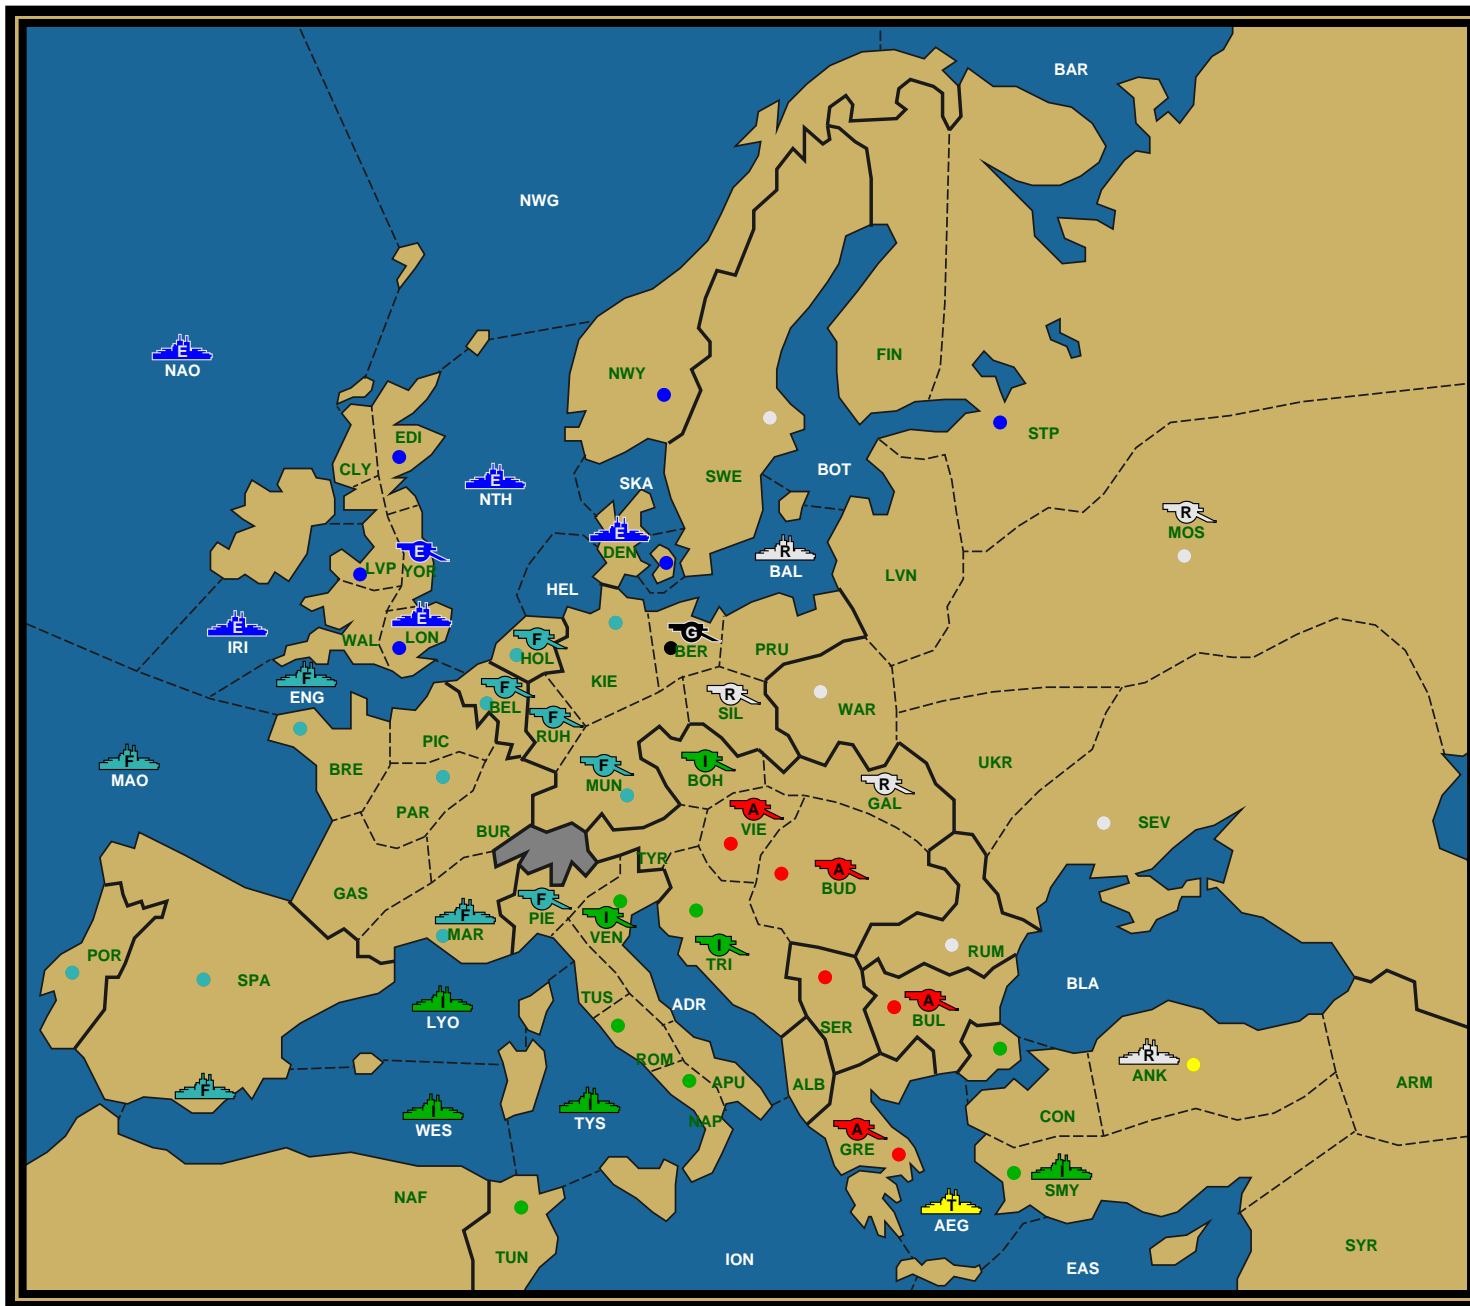 BAR
NWG
E
NAO
FIN
NWY
EDI
STP
CLY
SWE
BOT
E
NTH
SKA
R
MOS
E
DEN
E
YOR
LVP
R
BAL
LVN
HEL
E
IRI
E
LON
WAL
F
HOL
G
BER
PRU
F
ENG
KIE
F
BEL
R
SIL
WAR
F
RUH
PIC
F
MAO
BRE
F
MUN
I
BOH
UKR
R
GAL
PAR
A
VIE
SEV
BUR
TYR
A
BUD
GAS
F
PIE
F
MAR
I
VEN
I
TRI
RUM
POR
SPA
I
LYO
TUS
ADR
A
BUL
BLA
SER
ROM
R
ANK
APU
ALB
ARM
F
I
WES
I
TYS
NAP
CON
A
GRE
I
SMY
NAF
T
AEG
TUN
ION
EAS
SYR